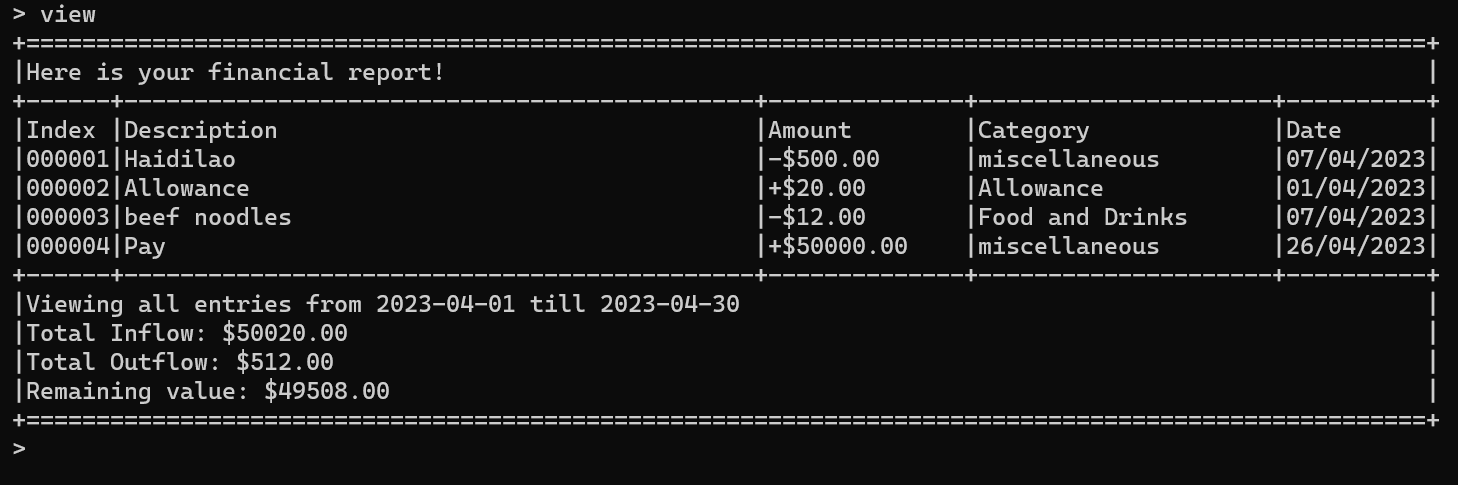 > view
+====================================================================================================+
|Here is your financial report!                                                                      |
+------+---------------------------------------------+--------------+---------------------+----------+
|Index |Description                                  |Amount        |Category             |Date      |
|000001|Haidilao                                     |-$500.00      |miscellaneous        |07/04/2023|
|000002|Allowance                                    |+$20.00       |Allowance            |01/04/2023|
|000003|beef noodles                                 |-$12.00       |Food and Drinks      |07/04/2023|
|000004|Pay                                          |+$50000.00    |miscellaneous        |26/04/2023|
+------+---------------------------------------------+--------------+---------------------+----------+
|Viewing all entries from 2023-04-01 till 2023-04-30                                                 |
|Total Inflow: $50020.00                                                                             |
|Total Outflow: $512.00                                                                              |
|Remaining value: $49508.00                                                                          |
+====================================================================================================+
>